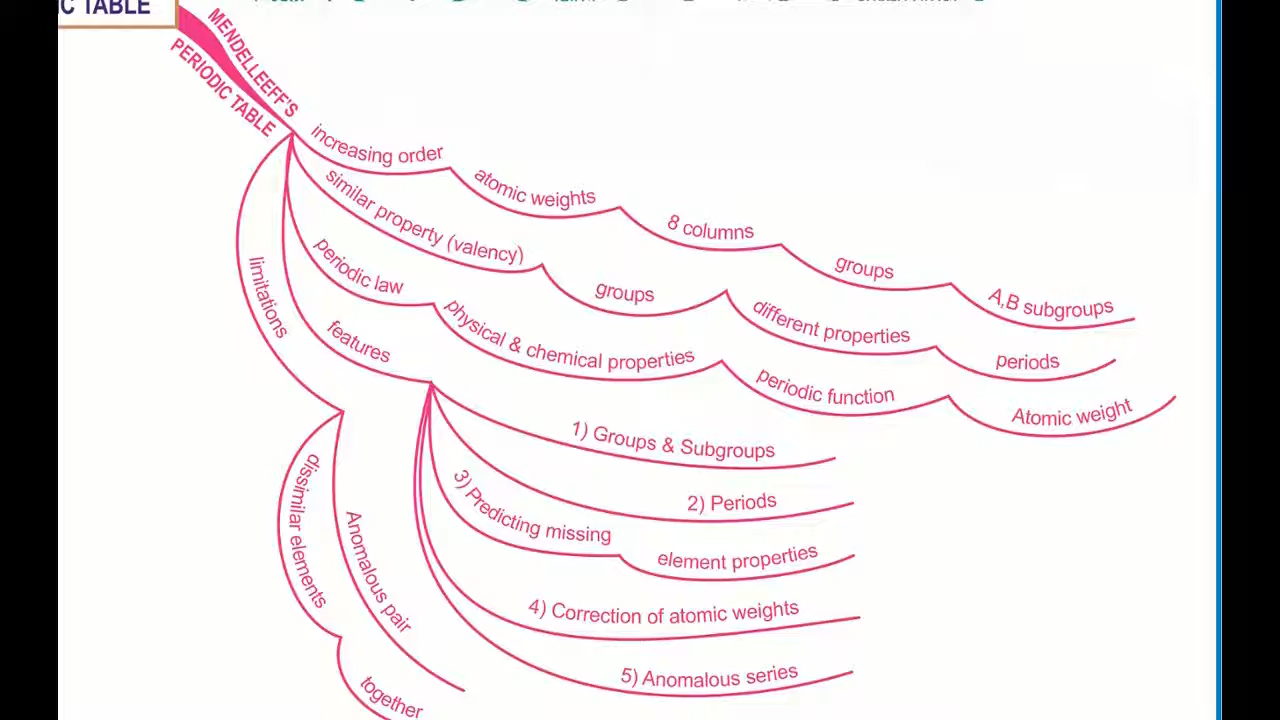 C TABLE
MENDELLEEFF'S
PERIODIC TABLE
increasing order
atomic weights
8 columns
groups
A,B subgroups
similar property (valency)
groups
different properties
periods
periodic law
physical & chemical properties
periodic function
Atomic weight
features
1) Groups & Subgroups
2) Periods
3) Predicting missing
element properties
4) Correction of atomic weights
5) Anomalous series
limitations
dissimilar elements
together
Anomalous pair